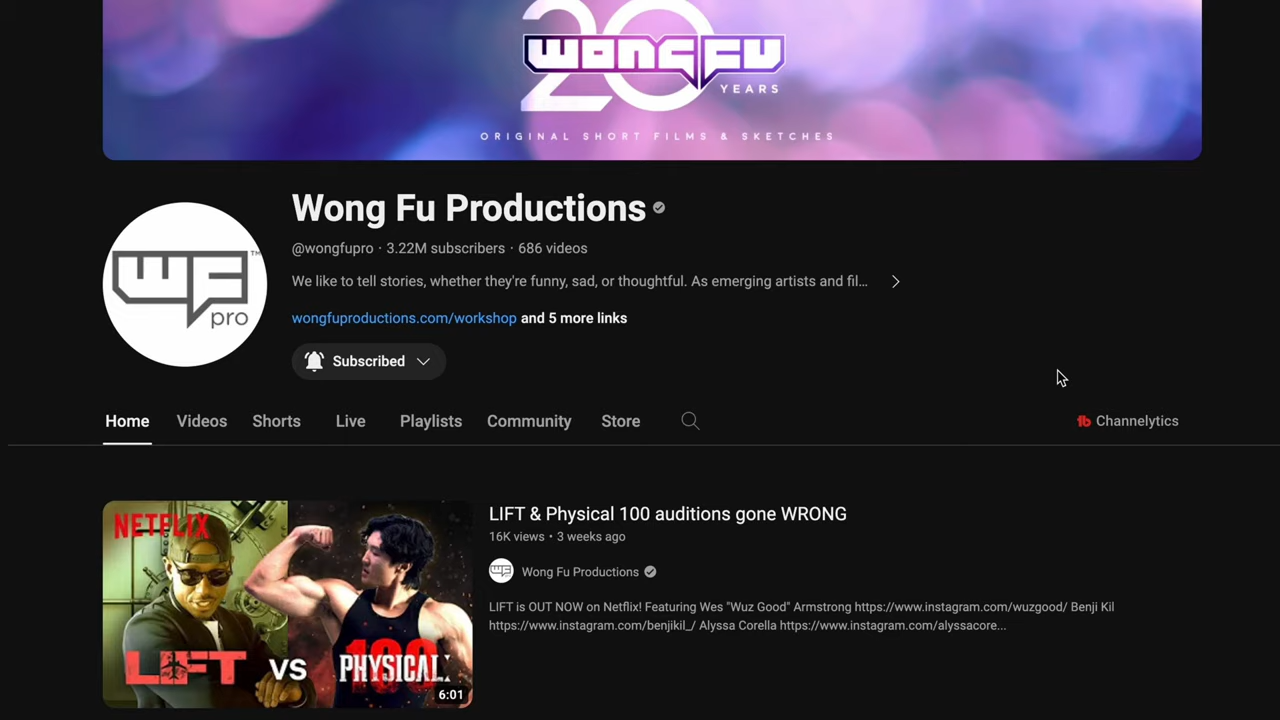 20
WONG FU
YEARS
ORIGINAL SHORT FILMS & SKETCHES
Wong Fu Productions
WF™
pro
@wongfupro · 3.22M subscribers · 686 videos
We like to tell stories, whether they're funny, sad, or thoughtful. As emerging artists and fil...
wongfuproductions.com/workshop and 5 more links
Subscribed
Home Videos Shorts Live Playlists Community Store
Channelytics
LIFT & Physical 100 auditions gone WRONG
16K views • 3 weeks ago
Wong Fu Productions
LIFT is OUT NOW on Netflix! Featuring Wes "Wuz Good" Armstrong https://www.instagram.com/wuzgood/ Benji Kil
https://www.instagram.com/benjikil_/ Alyssa Corella https://www.instagram.com/alyssacore...
NETFLIX
LIFT VS PHYSICAL:
100
6:01